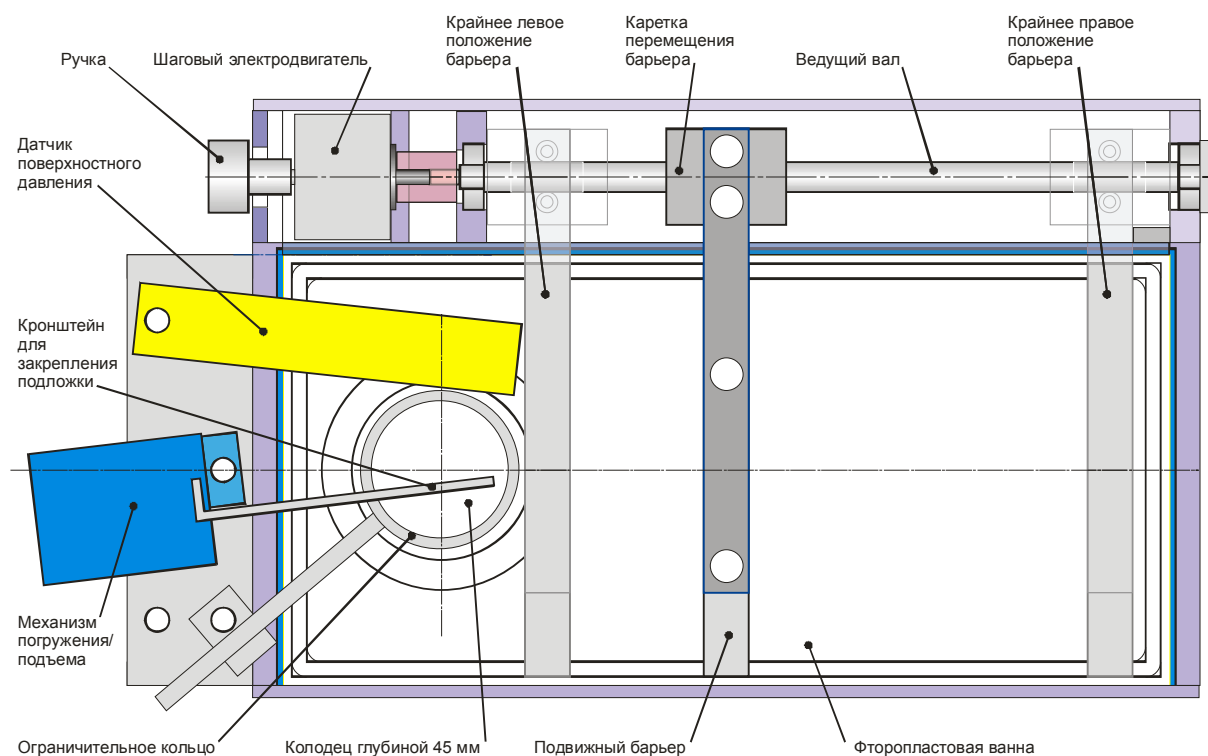 Крайнее левое
положение
барьера
Каретка
перемещения
барьера
Крайнее правое
положение
барьера
Ручка
Шаговый электродвигатель
Ведущий вал
Датчик
поверхностного
давления
Кронштейн
для
закрепления
подложки
Механизм
погружения/
подъема
Ограничительное кольцо
Колодец глубиной 45 мм
Подвижный барьер
Фторопластовая ванна